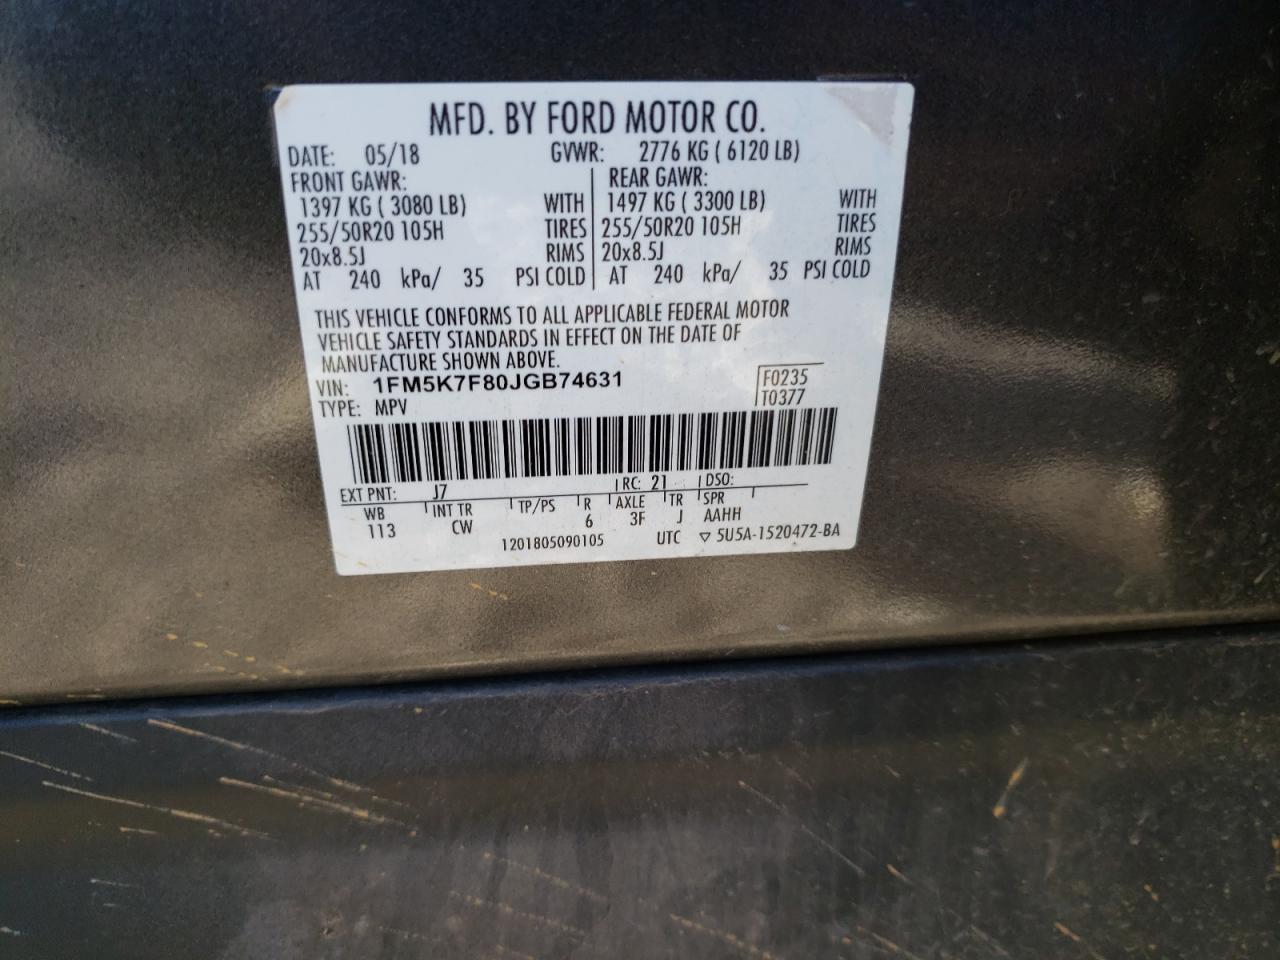 MFD. BY FORD MOTOR CO.
DATE: 05/18 GVWR: 2776 KG ( 6120 LB)
FRONT GAWR: REAR GAWR:
1397 KG ( 3080 LB) WITH 1497 KG ( 3300 LB) WITH
255/50R20 105H TIRES 255/50R20 105H TIRES
20x8.5J RIMS 20x8.5J RIMS
AT 240 kPa/ 35 PSI COLD AT 240 kPa/ 35 PSI COLD
THIS VEHICLE CONFORMS TO ALL APPLICABLE FEDERAL MOTOR
VEHICLE SAFETY STANDARDS IN EFFECT ON THE DATE OF
MANUFACTURE SHOWN ABOVE.
VIN: 1FM5K7F80JGB74631 F0235
TYPE: MPV T0377
EXT PNT: J7 RC: 21 DSO:
WB INT TR TP/PS R AXLE TR SPR
113 CW 6 3F J AAHH
1201805090105 UTC ▽ 5U5A-1520472-BA